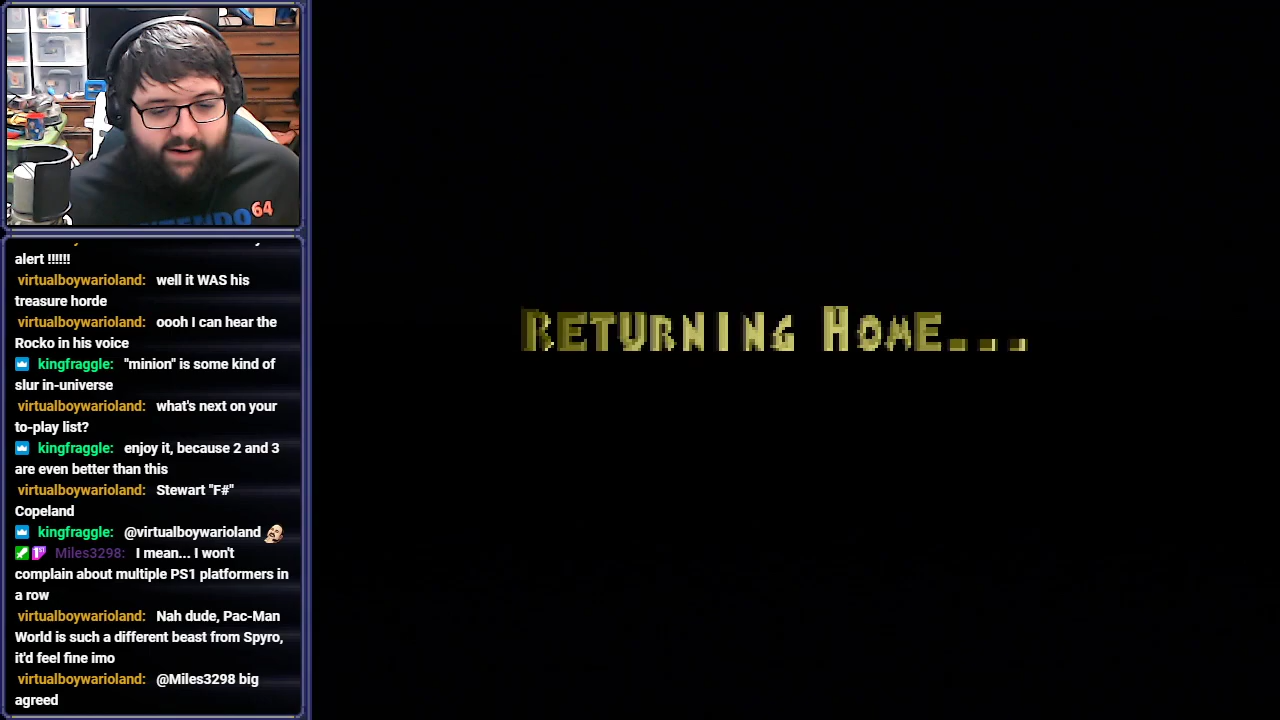 NTENDO 64
alert !!!!!!
virtualboywarioland: well it WAS his
treasure horde
virtualboywarioland: oooh I can hear the
Rocko in his voice
kingfraggle: "minion" is some kind of
slur in-universe
virtualboywarioland: what's next on your
to-play list?
kingfraggle: enjoy it, because 2 and 3
are even better than this
virtualboywarioland: Stewart "F#"
Copeland
kingfraggle: @virtualboywarioland
Miles3298: I mean... I won't
complain about multiple PS1 platformers in
a row
virtualboywarioland: Nah dude, Pac-Man
World is such a different beast from Spyro,
it'd feel fine imo
virtualboywarioland: @Miles3298 big
agreed
RETURNING HOME...